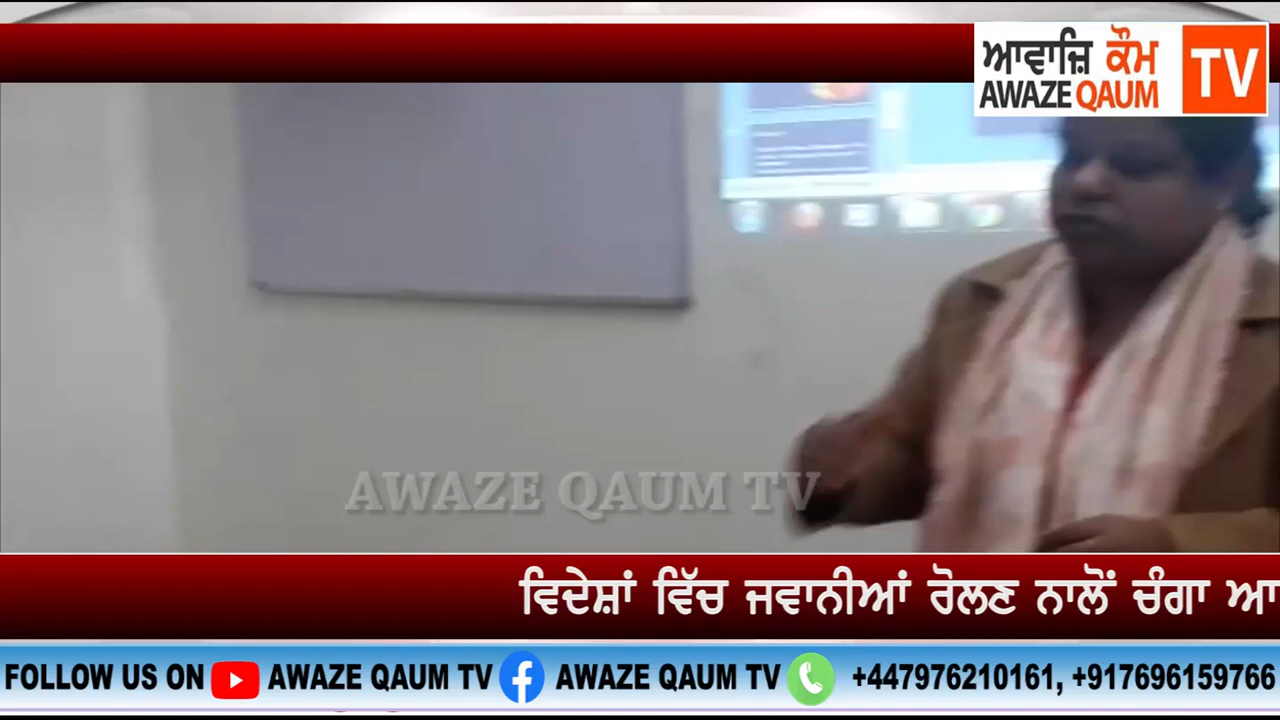 ਆਵਾਜ਼ਿ ਕੌਮ
AWAZE QAUM
TV
AWAZE QAUM TV
ਵਿਦੇਸ਼ਾਂ ਵਿੱਚ ਜਵਾਨੀਆਂ ਰੋਲਣ ਨਾਲੋਂ ਚੰਗਾ ਆ
FOLLOW US ON AWAZE QAUM TV AWAZE QAUM TV +447976210161, +917696159766